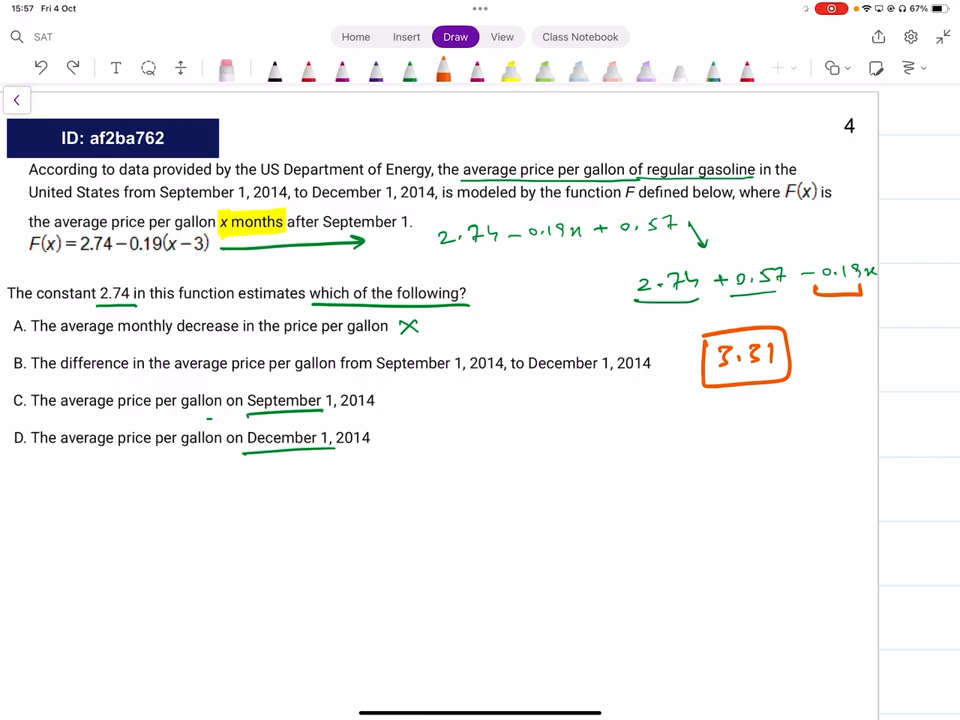 15:57 Fri 4 Oct
67%
SAT
Home Insert Draw View Class Notebook
4
ID: af2ba762
According to data provided by the US Department of Energy, the average price per gallon of regular gasoline in the
United States from September 1, 2014, to December 1, 2014, is modeled by the function F defined below, where F(x) is
the average price per gallon x months after September 1.
F(x) = 2.74 – 0.19(x – 3)
2.74 – 0.19x + 0.57
2.74 + 0.57 – 0.19x
The constant 2.74 in this function estimates which of the following?
A. The average monthly decrease in the price per gallon ×
B. The difference in the average price per gallon from September 1, 2014, to December 1, 2014
3.31
C. The average price per gallon on September 1, 2014
D. The average price per gallon on December 1, 2014